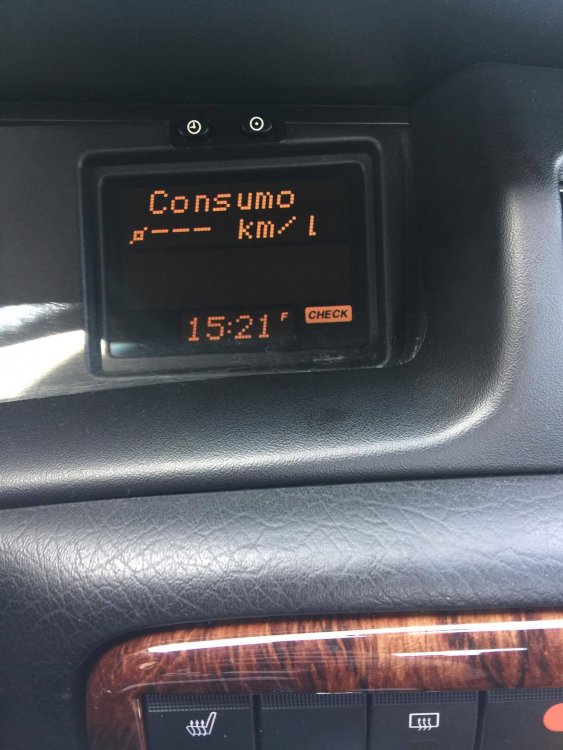 Consumo
--- km/l
15:21 F CHECK